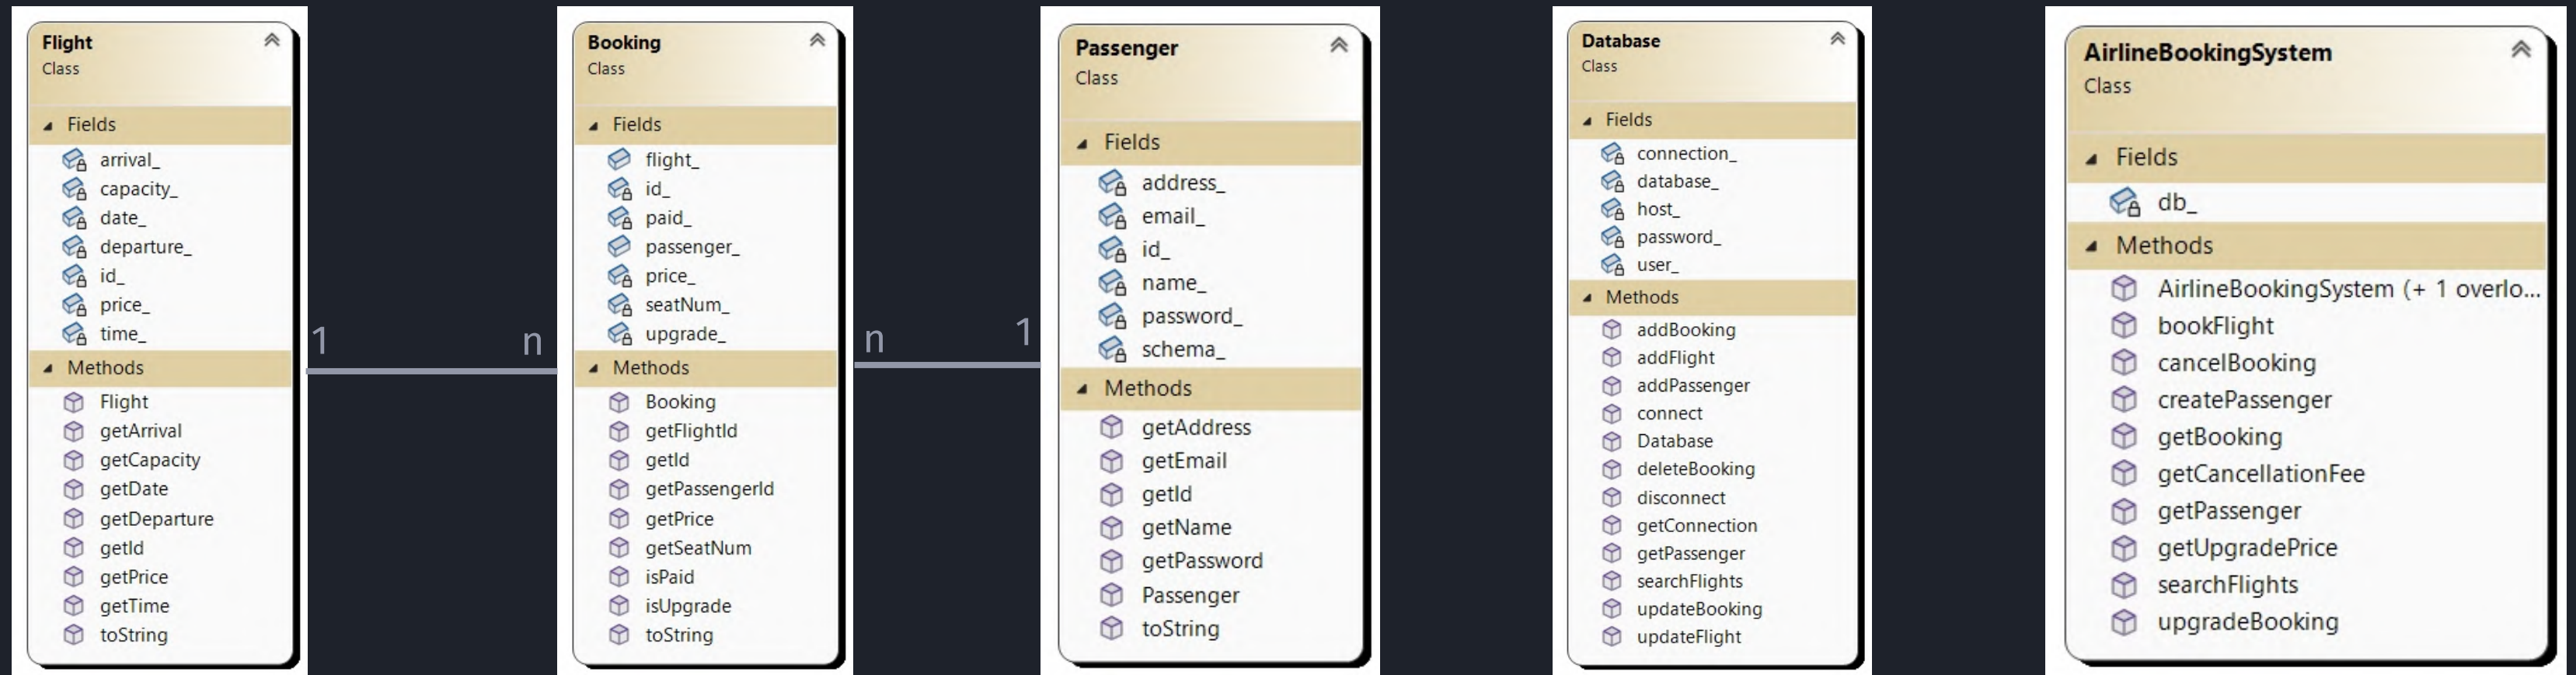 Flight
Class
Fields
arrival_
capacity_
date_
departure_
id_
price_
time_
Methods
Flight
getArrival
getCapacity
getDate
getDeparture
getId
getPrice
getTime
toString
1
n
Booking
Class
Fields
flight_
id_
paid_
passenger_
price_
seatNum_
upgrade_
Methods
Booking
getFlightId
getId
getPassengerId
getPrice
getSeatNum
isPaid
isUpgrade
toString
n
1
Passenger
Class
Fields
address_
email_
id_
name_
password_
schema_
Methods
getAddress
getEmail
getId
getName
getPassword
Passenger
toString
Database
Class
Fields
connection_
database_
host_
password_
user_
Methods
addBooking
addFlight
addPassenger
connect
Database
deleteBooking
disconnect
getConnection
getPassenger
searchFlights
updateBooking
updateFlight
AirlineBookingSystem
Class
Fields
db_
Methods
AirlineBookingSystem (+ 1 overlo...
bookFlight
cancelBooking
createPassenger
getBooking
getCancellationFee
getPassenger
getUpgradePrice
searchFlights
upgradeBooking